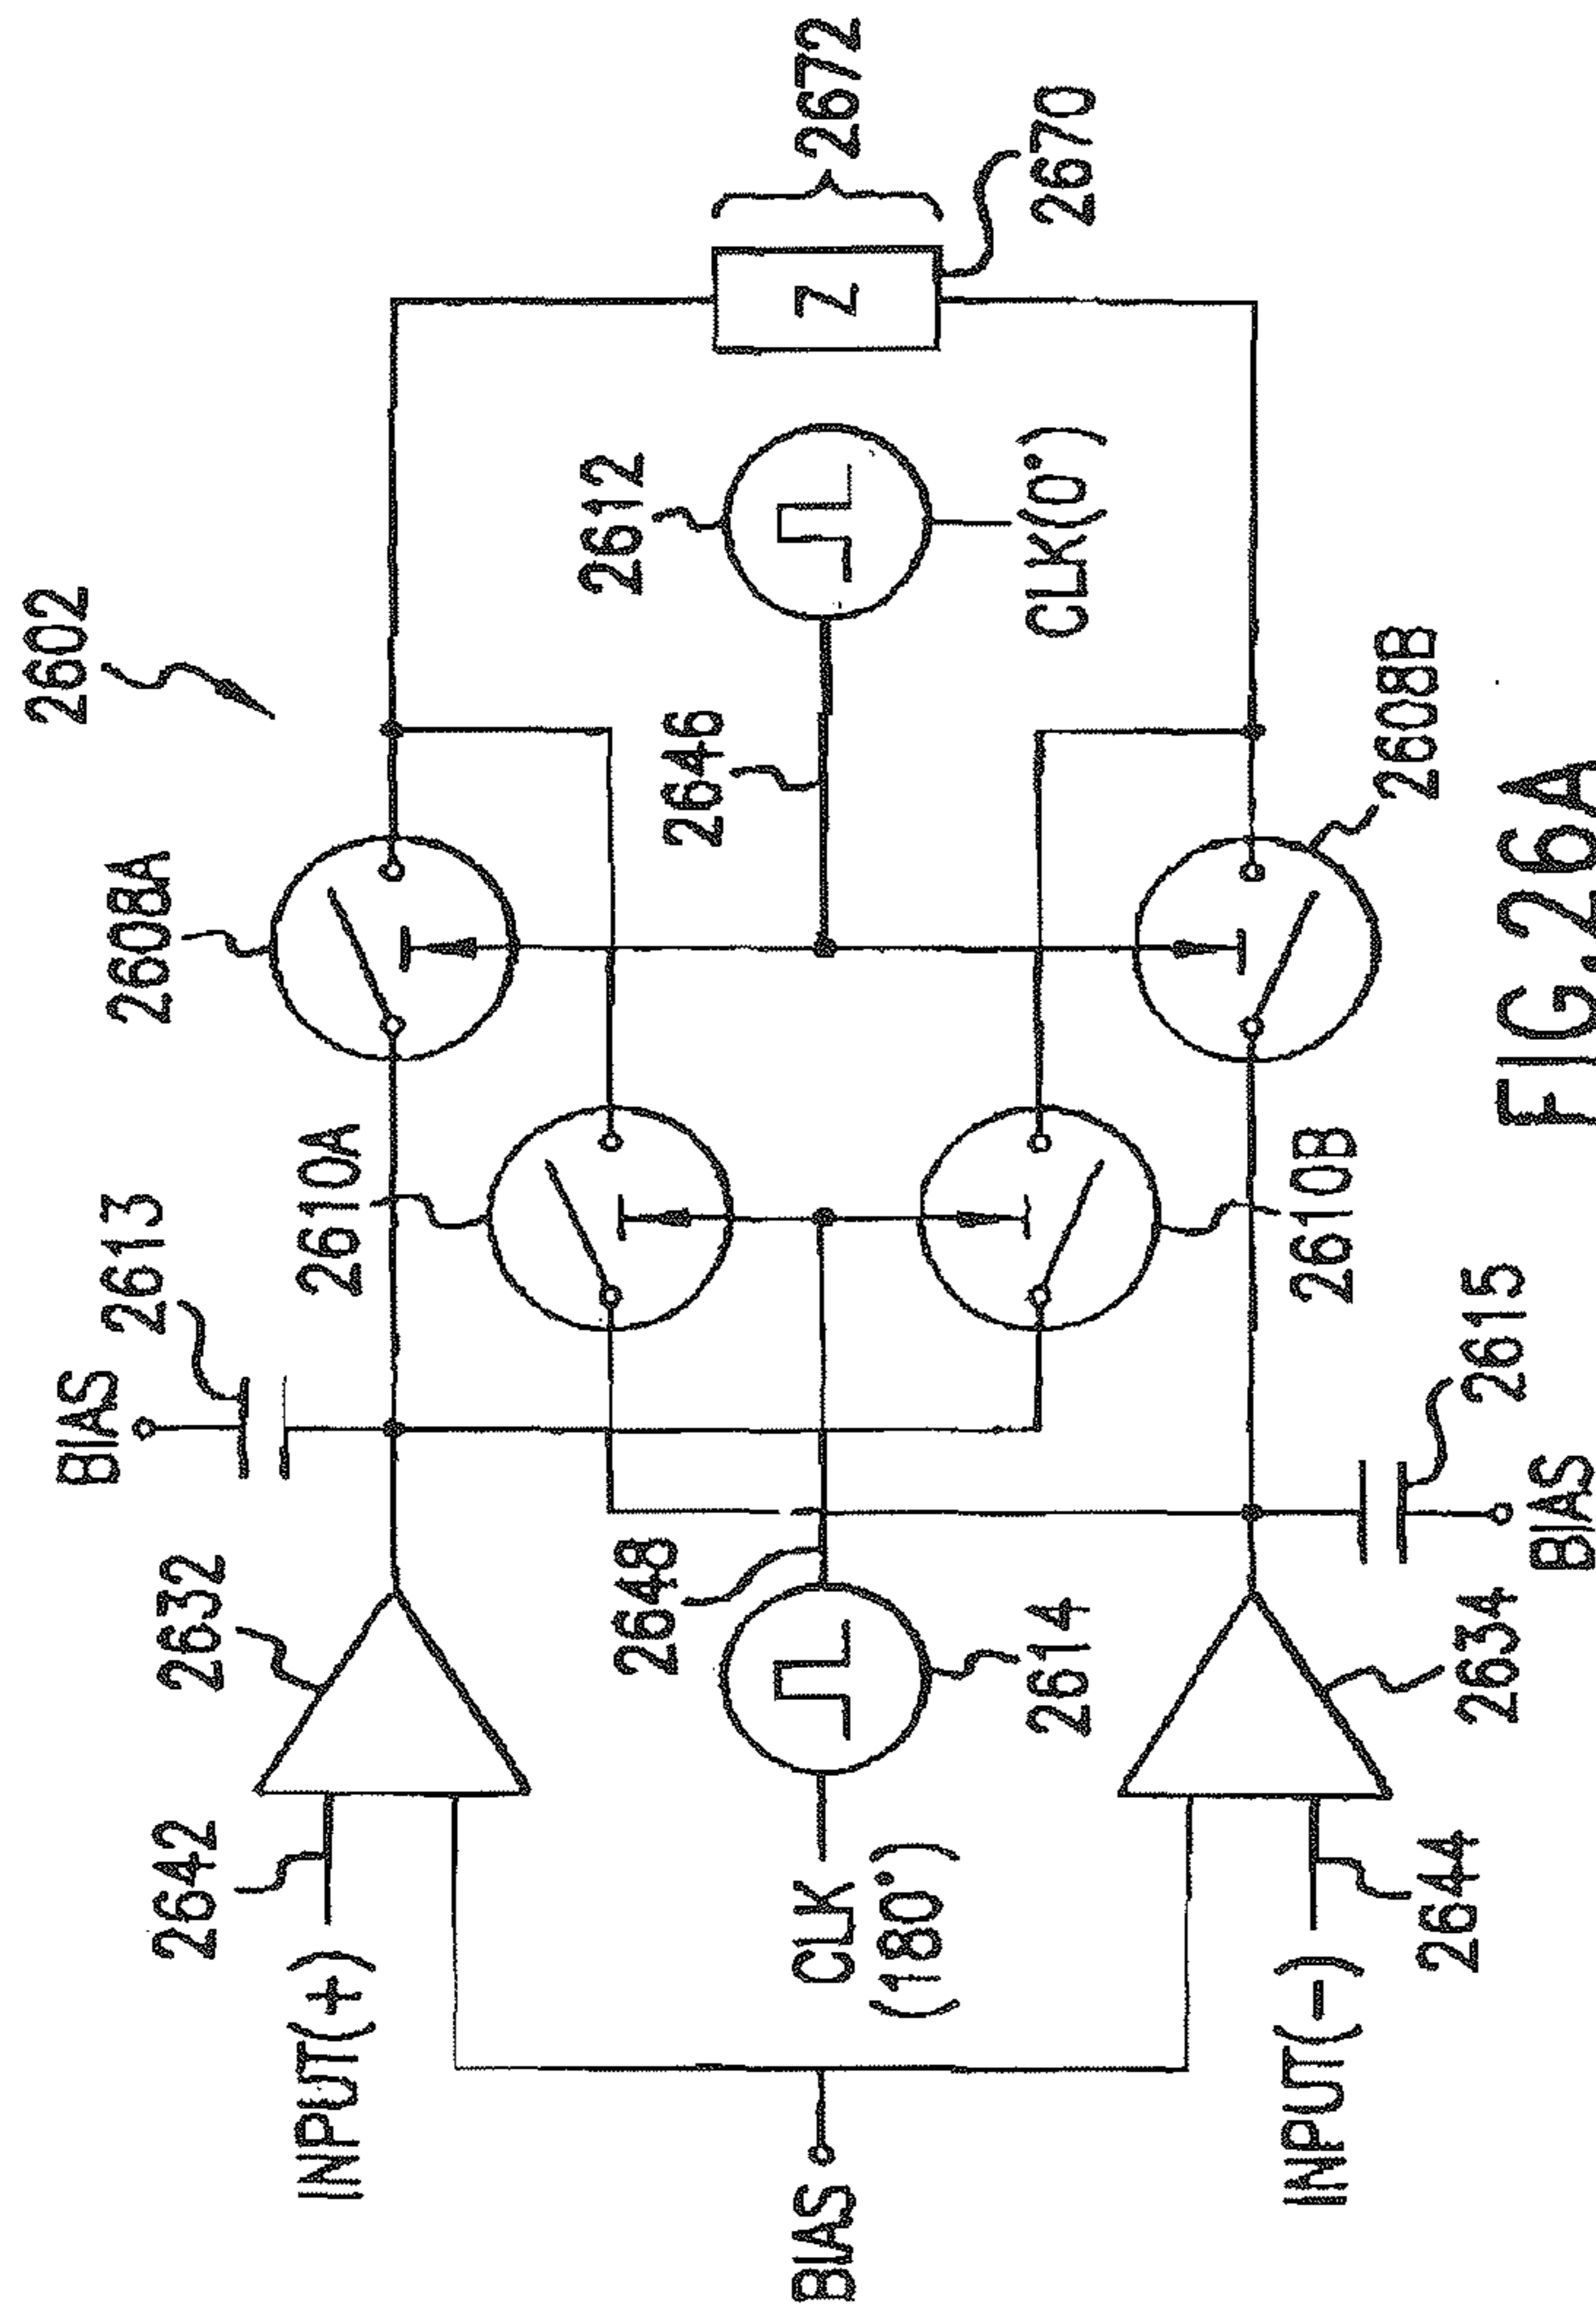 2602
2608A
2613
BIAS
2632
2642
INPUT(+)
2610A
2672
2670
Z
2612
CLK(0°)
2646
2648
2614
CLK
(180°)
BIAS
2610B
2608B
2615
BIAS
2634
2644
INPUT(-)
FIG.26A